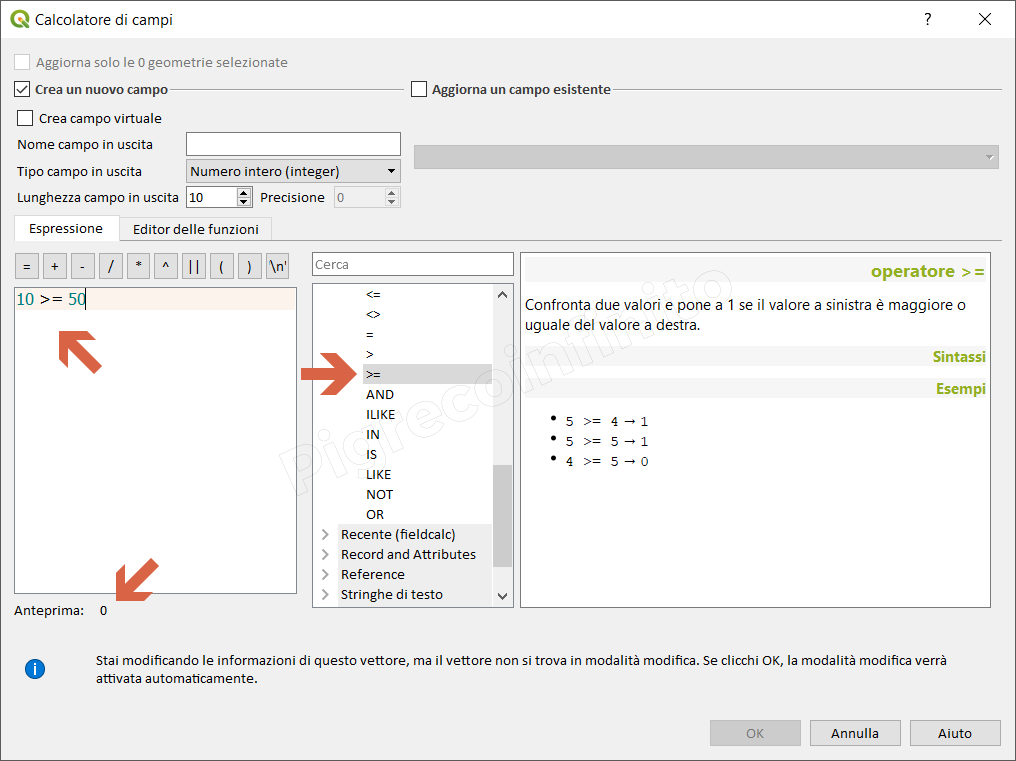 Calcolatore di campi
?
Aggiorna solo le 0 geometrie selezionate
Crea un nuovo campo
Aggiorna un campo esistente
Crea campo virtuale
Nome campo in uscita
Tipo campo in uscita
Numero intero (integer)
Lunghezza campo in uscita
10
Precisione
0
Espressione
Editor delle funzioni
= + - / * ^ || ( ) '\n'
10 >= 50
Anteprima: 0
Cerca
<=
<>
=
>
>=
AND
ILIKE
IN
IS
LIKE
NOT
OR
Recente (fieldcalc)
Record and Attributes
Reference
Stringhe di testo
operatore >=
Confronta due valori e pone a 1 se il valore a sinistra è maggiore o
uguale del valore a destra.
Sintassi
Esempi
• 5 >= 4 → 1
• 5 >= 5 → 1
• 4 >= 5 → 0
Pigrecoinfinito
Stai modificando le informazioni di questo vettore, ma il vettore non si trova in modalità modifica. Se clicchi OK, la modalità modifica verrà
attivata automaticamente.
OK
Annulla
Aiuto